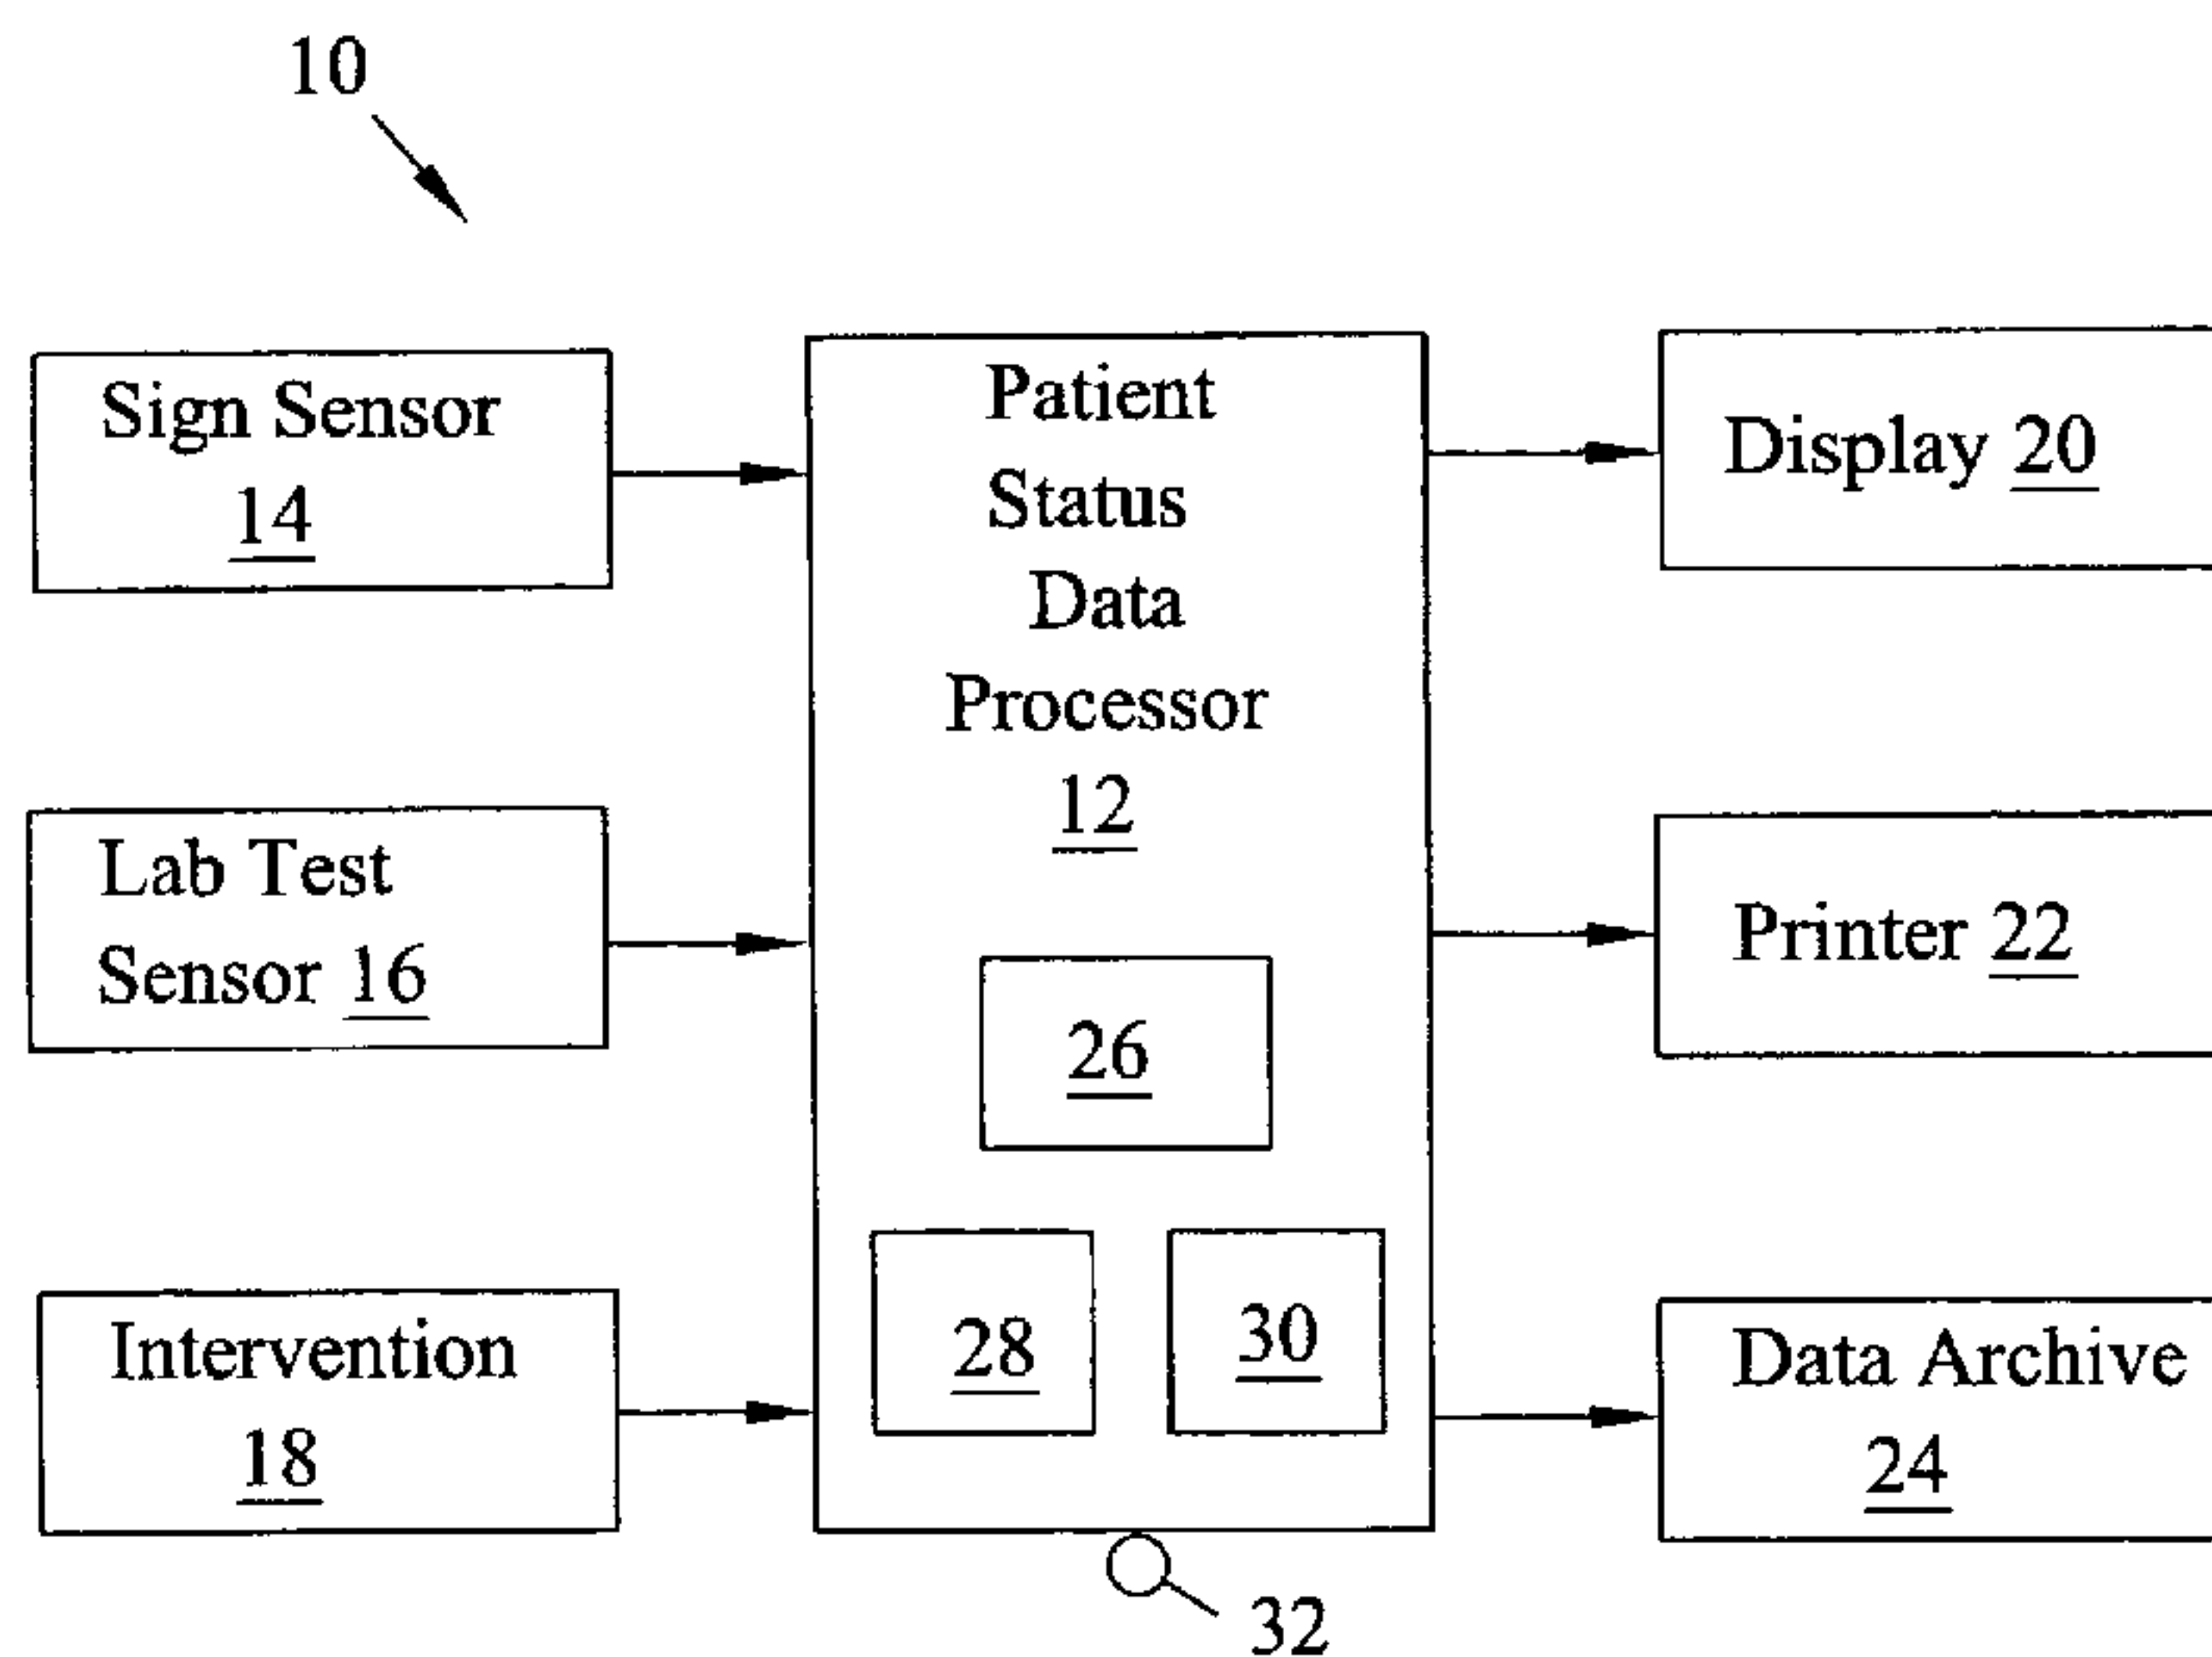 10
Sign Sensor
14
Lab Test
Sensor 16
Intervention
18
Patient
Status
Data
Processor
12
26
28
30
32
Display 20
Printer 22
Data Archive
24